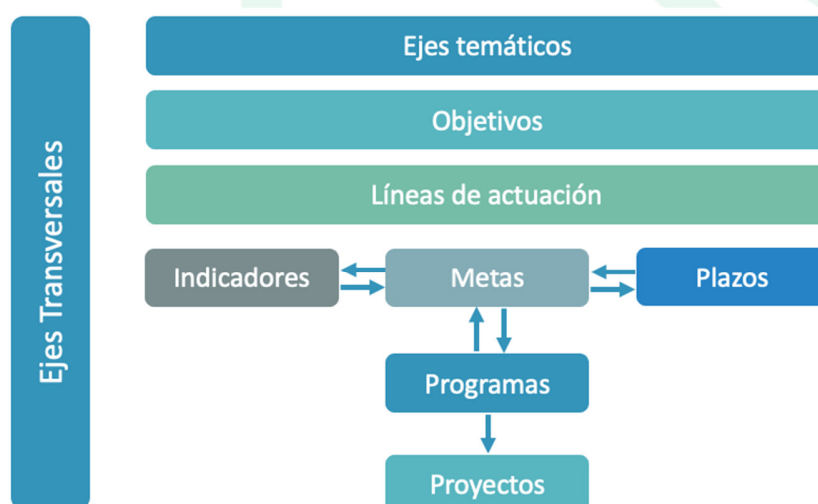 Ejes Transversales
Ejes temáticos
Objetivos
Líneas de actuación
Indicadores
Metas
Plazos
Programas
Proyectos